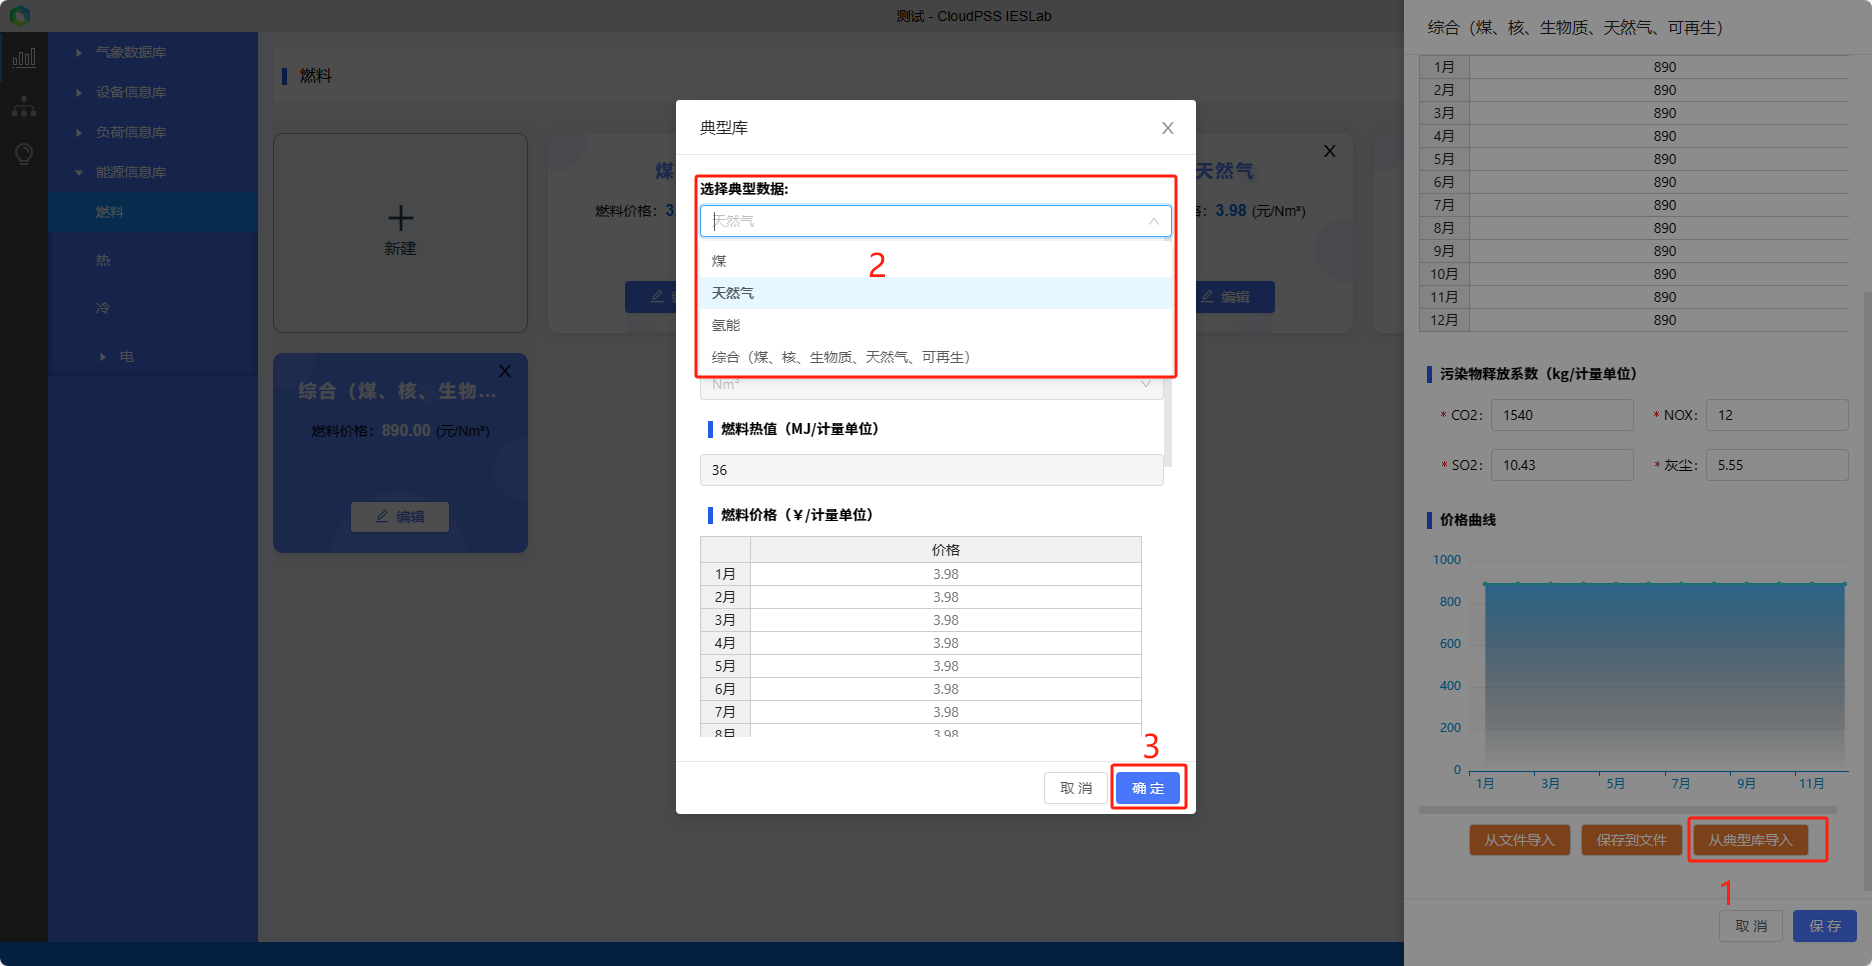 测试 - CloudPSS IESLab
气象数据库
设备信息库
负荷信息库
能源信息库
燃料
热
冷
电
燃料
新建
煤
燃料价格: 3.
天然气
X
3.98 (元/Nm³)
编辑
综合（煤、核、生物...
X
燃料价格: 890.00 (元/Nm³)
编辑
典型库
X
选择典型数据:
天然气
煤
2
天然气
氢能
综合（煤、核、生物质、天然气、可再生）
Nm³
燃料热值（MJ/计量单位）
36
燃料价格（¥/计量单位）
价格
1月 3.98
2月 3.98
3月 3.98
4月 3.98
5月 3.98
6月 3.98
7月 3.98
8月 3.98
3
取 消
确 定
综合（煤、核、生物质、天然气、可再生）
1月 890
2月 890
3月 890
4月 890
5月 890
6月 890
7月 890
8月 890
9月 890
10月 890
11月 890
12月 890
污染物释放系数（kg/计量单位）
* CO2: 1540 * NOX: 12
* SO2: 10.43 * 灰尘: 5.55
价格曲线
1000
800
600
400
200
0
1月 3月 5月 7月 9月 11月
从文件导入 保存到文件 从典型库导入
1
取 消 保 存